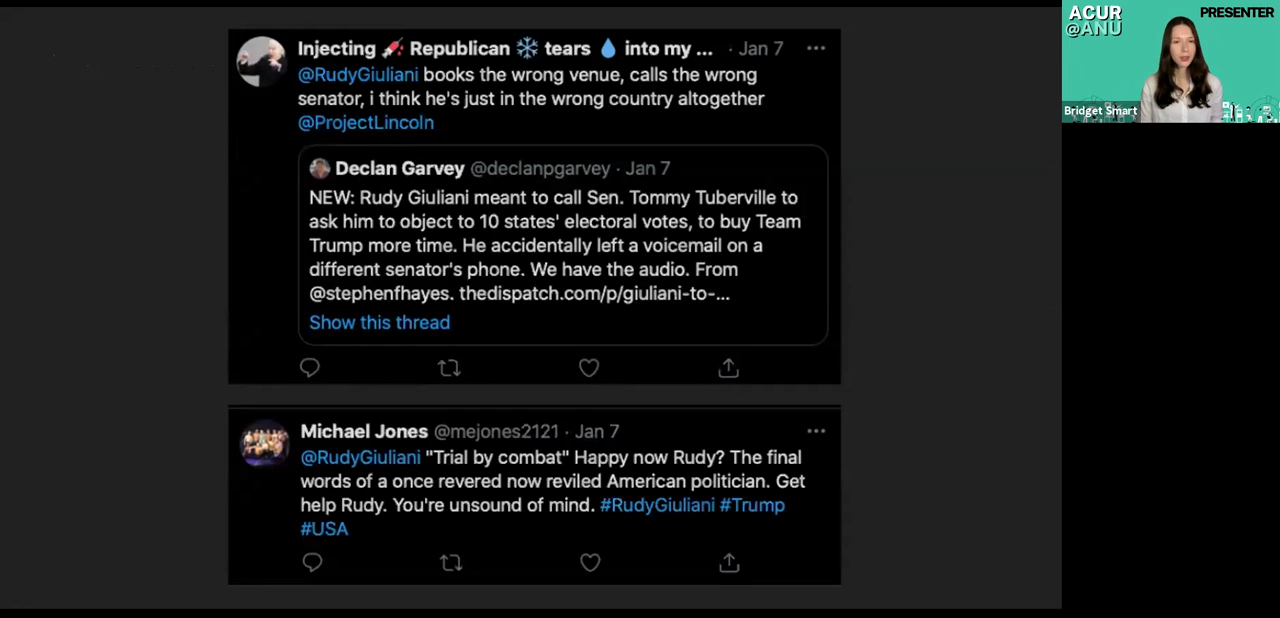 Injecting 💉 Republican ❄️ tears 💧 into my ... · Jan 7 ···
@RudyGiuliani books the wrong venue, calls the wrong
senator, i think he's just in the wrong country altogether
@ProjectLincoln
Declan Garvey @declanpgarvey · Jan 7
NEW: Rudy Giuliani meant to call Sen. Tommy Tuberville to
ask him to object to 10 states' electoral votes, to buy Team
Trump more time. He accidentally left a voicemail on a
different senator's phone. We have the audio. From
@stephenfhayes. thedispatch.com/p/giuliani-to-...
Show this thread
Michael Jones @mejones2121 · Jan 7 ···
@RudyGiuliani "Trial by combat" Happy now Rudy? The final
words of a once revered now reviled American politician. Get
help Rudy. You're unsound of mind. #RudyGiuliani #Trump
#USA
ACUR
@ANU
PRESENTER
Bridget Smart